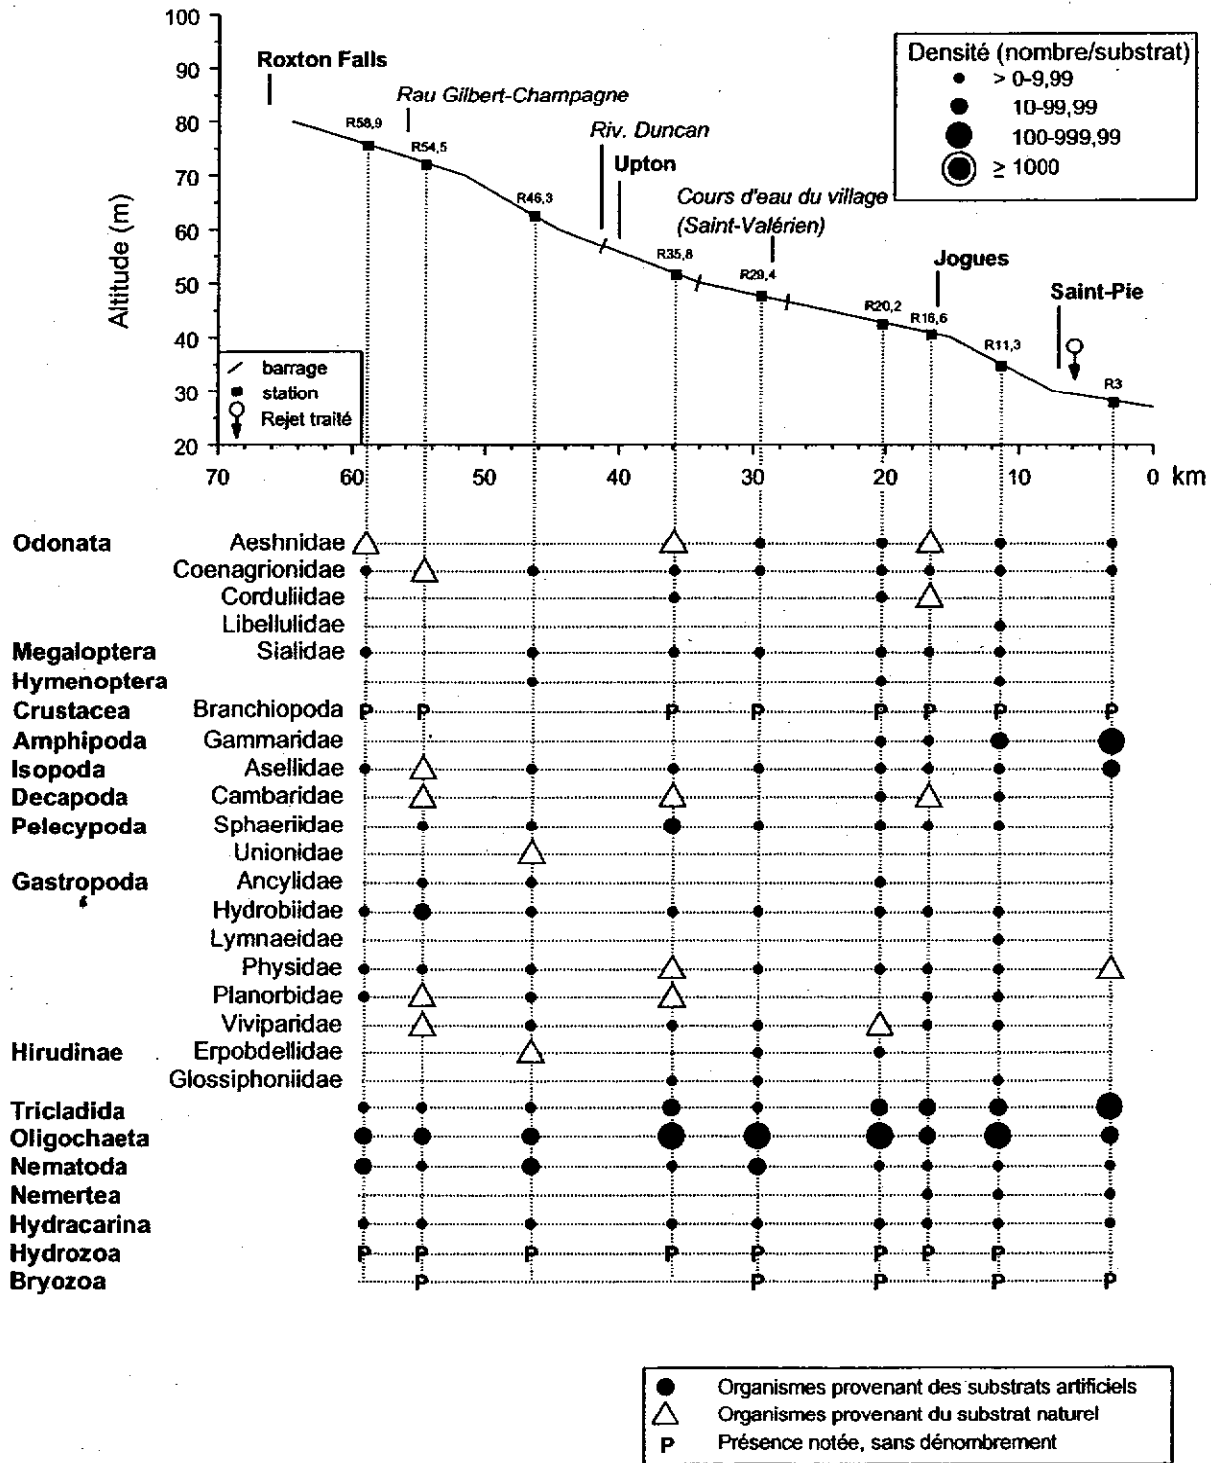 100
90
80
70
60
50
40
30
20
Altitude (m)
Roxton Falls
Rau Gilbert-Champagne
Riv. Duncan
Upton
Cours d'eau du village
(Saint-Valérien)
Jogues
Saint-Pie
R58,9
R54,5
R46,3
R35,8
R29,4
R20,2
R16,6
R11,3
R3
Densité (nombre/substrat)
> 0-9,99
10-99,99
100-999,99
≥ 1000
barrage
station
Rejet traité
70 60 50 40 30 20 10 0 km
Odonata Aeshnidae
Coenagrionidae
Corduliidae
Libellulidae
Megaloptera Sialidae
Hymenoptera
Crustacea Branchiopoda P P P P P P P P
Amphipoda Gammaridae
Isopoda Asellidae
Decapoda Cambaridae
Pelecypoda Sphaeriidae
Unionidae
Gastropoda Ancylidae
Hydrobiidae
Lymnaeidae
Physidae
Planorbidae
Viviparidae
Hirudinae Erpobdellidae
Glossiphoniidae
Tricladida
Oligochaeta
Nematoda
Nemertea
Hydracarina
Hydrozoa P P P P P P P P
Bryozoa P P P P P
Organismes provenant des substrats artificiels
Organismes provenant du substrat naturel
P Présence notée, sans dénombrement